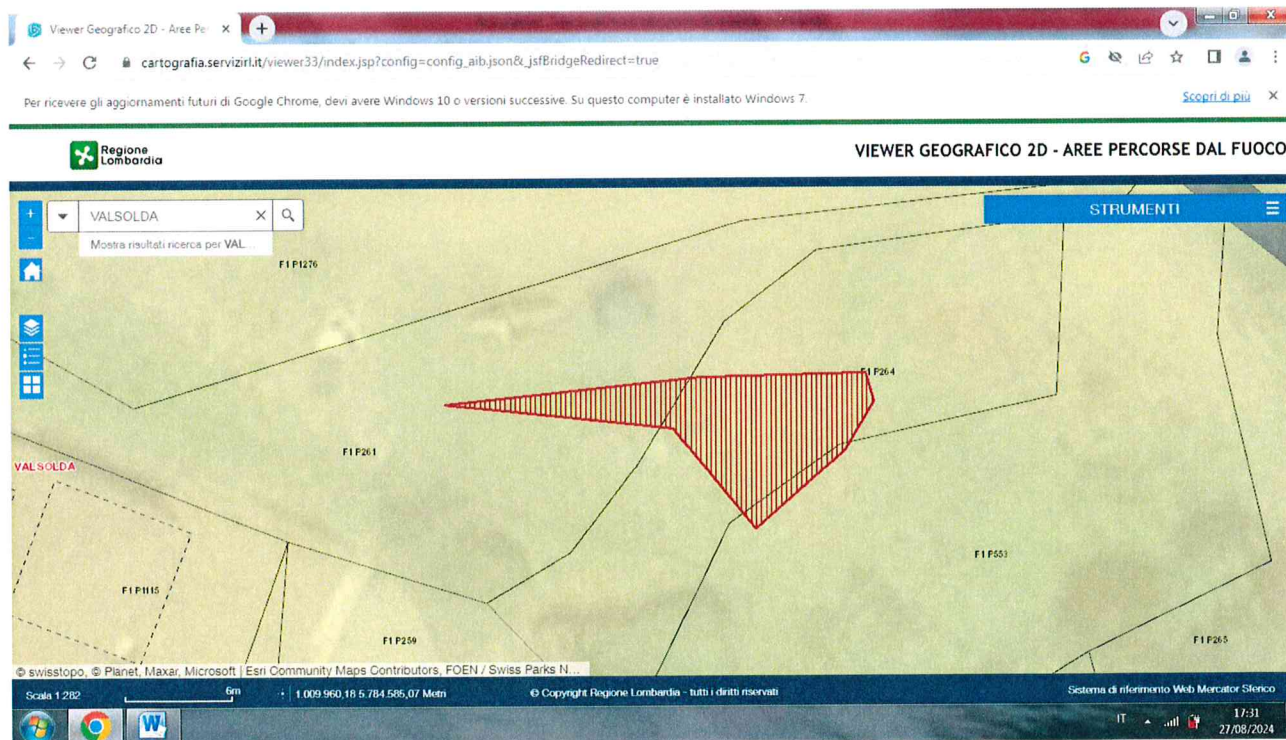 Viewer Geografico 2D - Aree Per
cartografia.servizirl.it/viewer33/index.jsp?config=config_aib.json&_jsfBridgeRedirect=true
Per ricevere gli aggiornamenti futuri di Google Chrome, devi avere Windows 10 o versioni successive. Su questo computer è installato Windows 7.
Scopri di più
Regione
Lombardia
VIEWER GEOGRAFICO 2D - AREE PERCORSE DAL FUOCO
VALSOLDA
STRUMENTI
Mostra risultati ricerca per VAL...
F1 P1276
F1 P264
F1 P261
VALSOLDA
F1 P553
F1 P1115
F1 P259
F1 P265
© swisstopo, © Planet, Maxar, Microsoft | Esri Community Maps Contributors, FOEN / Swiss Parks N...
Scala 1:282
6m
1.009.960,18 5.784.585,07 Metri
© Copyright Regione Lombardia - tutti i diritti riservati
Sistema di riferimento Web Mercator Sferico
IT
17:31
27/08/2024